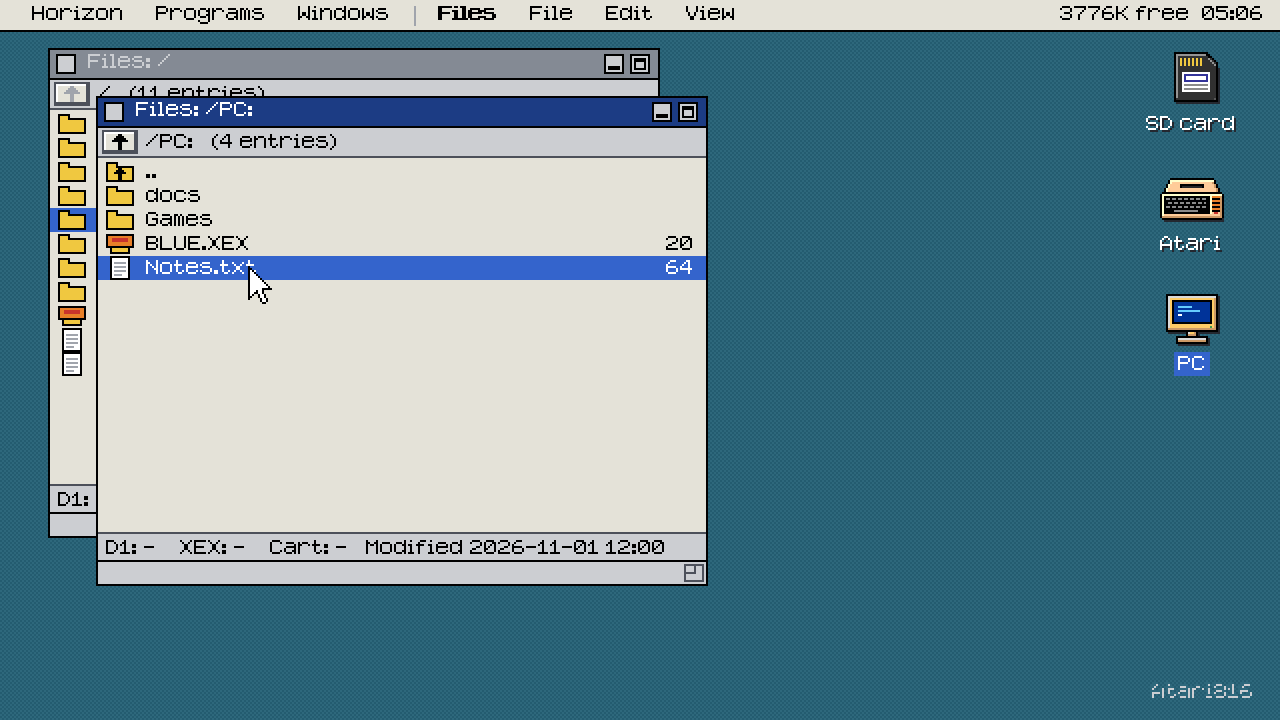 Horizon Programs Windows | Files File Edit View 3776K free 05:06
Files: /
/ (11 entries)
Files: /PC:
/PC: (4 entries)
..
docs
Games
BLUE.XEX 20
Notes.txt 64
D1:
D1: - XEX: - Cart: - Modified 2026-11-01 12:00
SD card
Atari
PC
Atari816